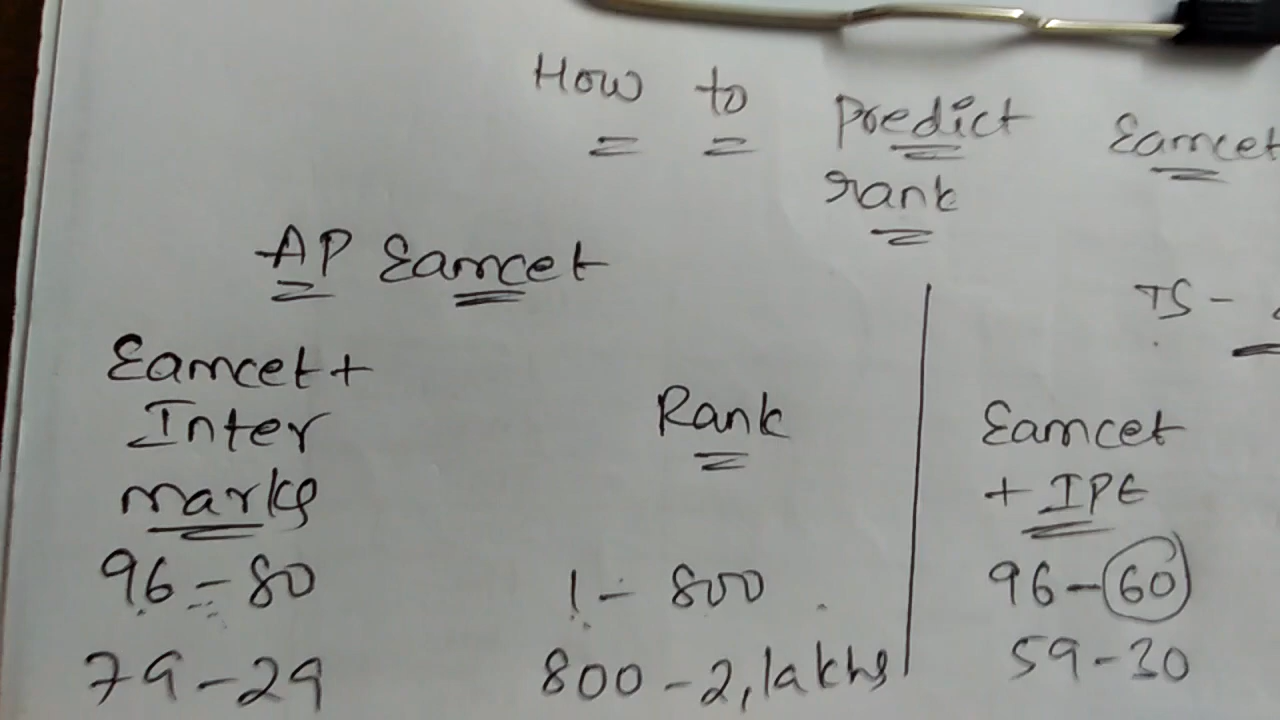 How to Predict Eamcet
rank
AP Eamcet
TS -
Eamcet +
Inter
marks
Rank
96 - 80
1 - 800
79 - 29
800 - 2, lakhs
Eamcet
+ IPE
96 - 60
59 - 30